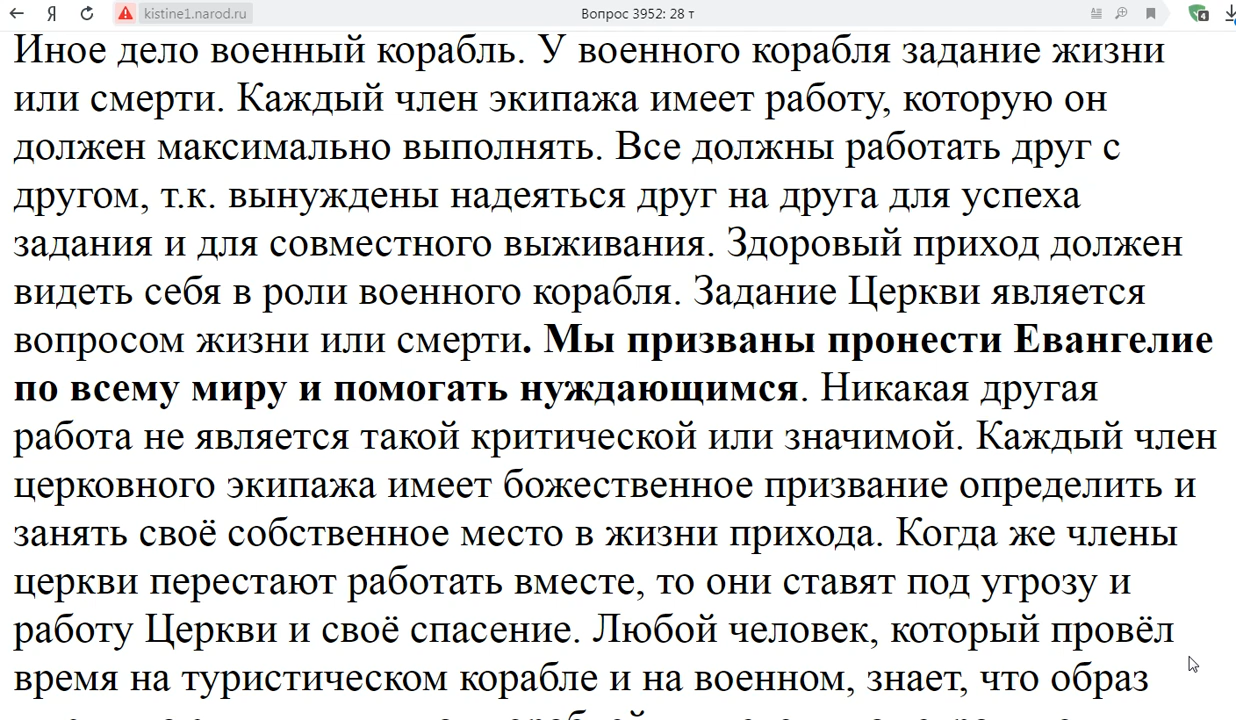 Я kistine1.narod.ru Вопрос 3952: 28 т 4
Иное дело военный корабль. У военного корабля задание жизни
или смерти. Каждый член экипажа имеет работу, которую он
должен максимально выполнять. Все должны работать друг с
другом, т.к. вынуждены надеяться друг на друга для успеха
задания и для совместного выживания. Здоровый приход должен
видеть себя в роли военного корабля. Задание Церкви является
вопросом жизни или смерти. Мы призваны пронести Евангелие
по всему миру и помогать нуждающимся. Никакая другая
работа не является такой критической или значимой. Каждый член
церковного экипажа имеет божественное призвание определить и
занять своё собственное место в жизни прихода. Когда же члены
церкви перестают работать вместе, то они ставят под угрозу и
работу Церкви и своё спасение. Любой человек, который провёл
время на туристическом корабле и на военном, знает, что образ